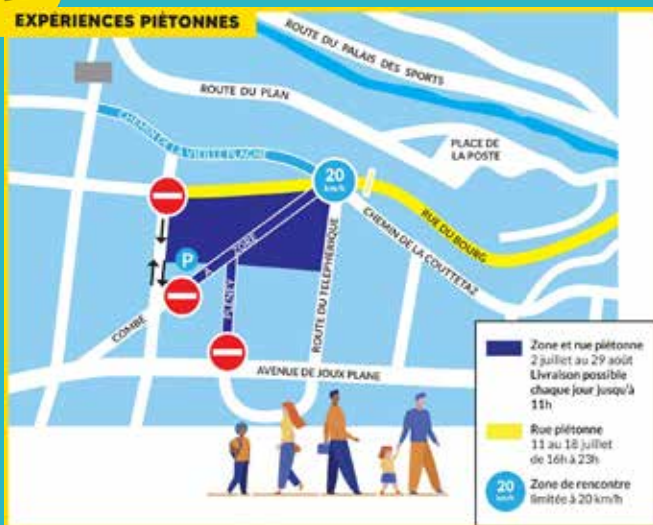 EXPÉRIENCES PIÉTONNES
ROUTE DU PALAIS DES SPORTS
ROUTE DU PLAN
CHEMIN DE LA VIEILLE PLAGNE
PLACE DE
LA POSTE
20
km/h
RUE DU BOURG
CHEMIN DE LA COUTTETAZ
P
A ZORE
PLENEY
ROUTE DU TÉLÉPHÉRIQUE
COMBE
AVENUE DE JOUX PLANE
Zone et rue piétonne
2 juillet au 29 août
Livraison possible
chaque jour jusqu'à
11h
Rue piétonne
11 au 18 juillet
de 16h à 23h
20
km/h
Zone de rencontre
limitée à 20 km/h